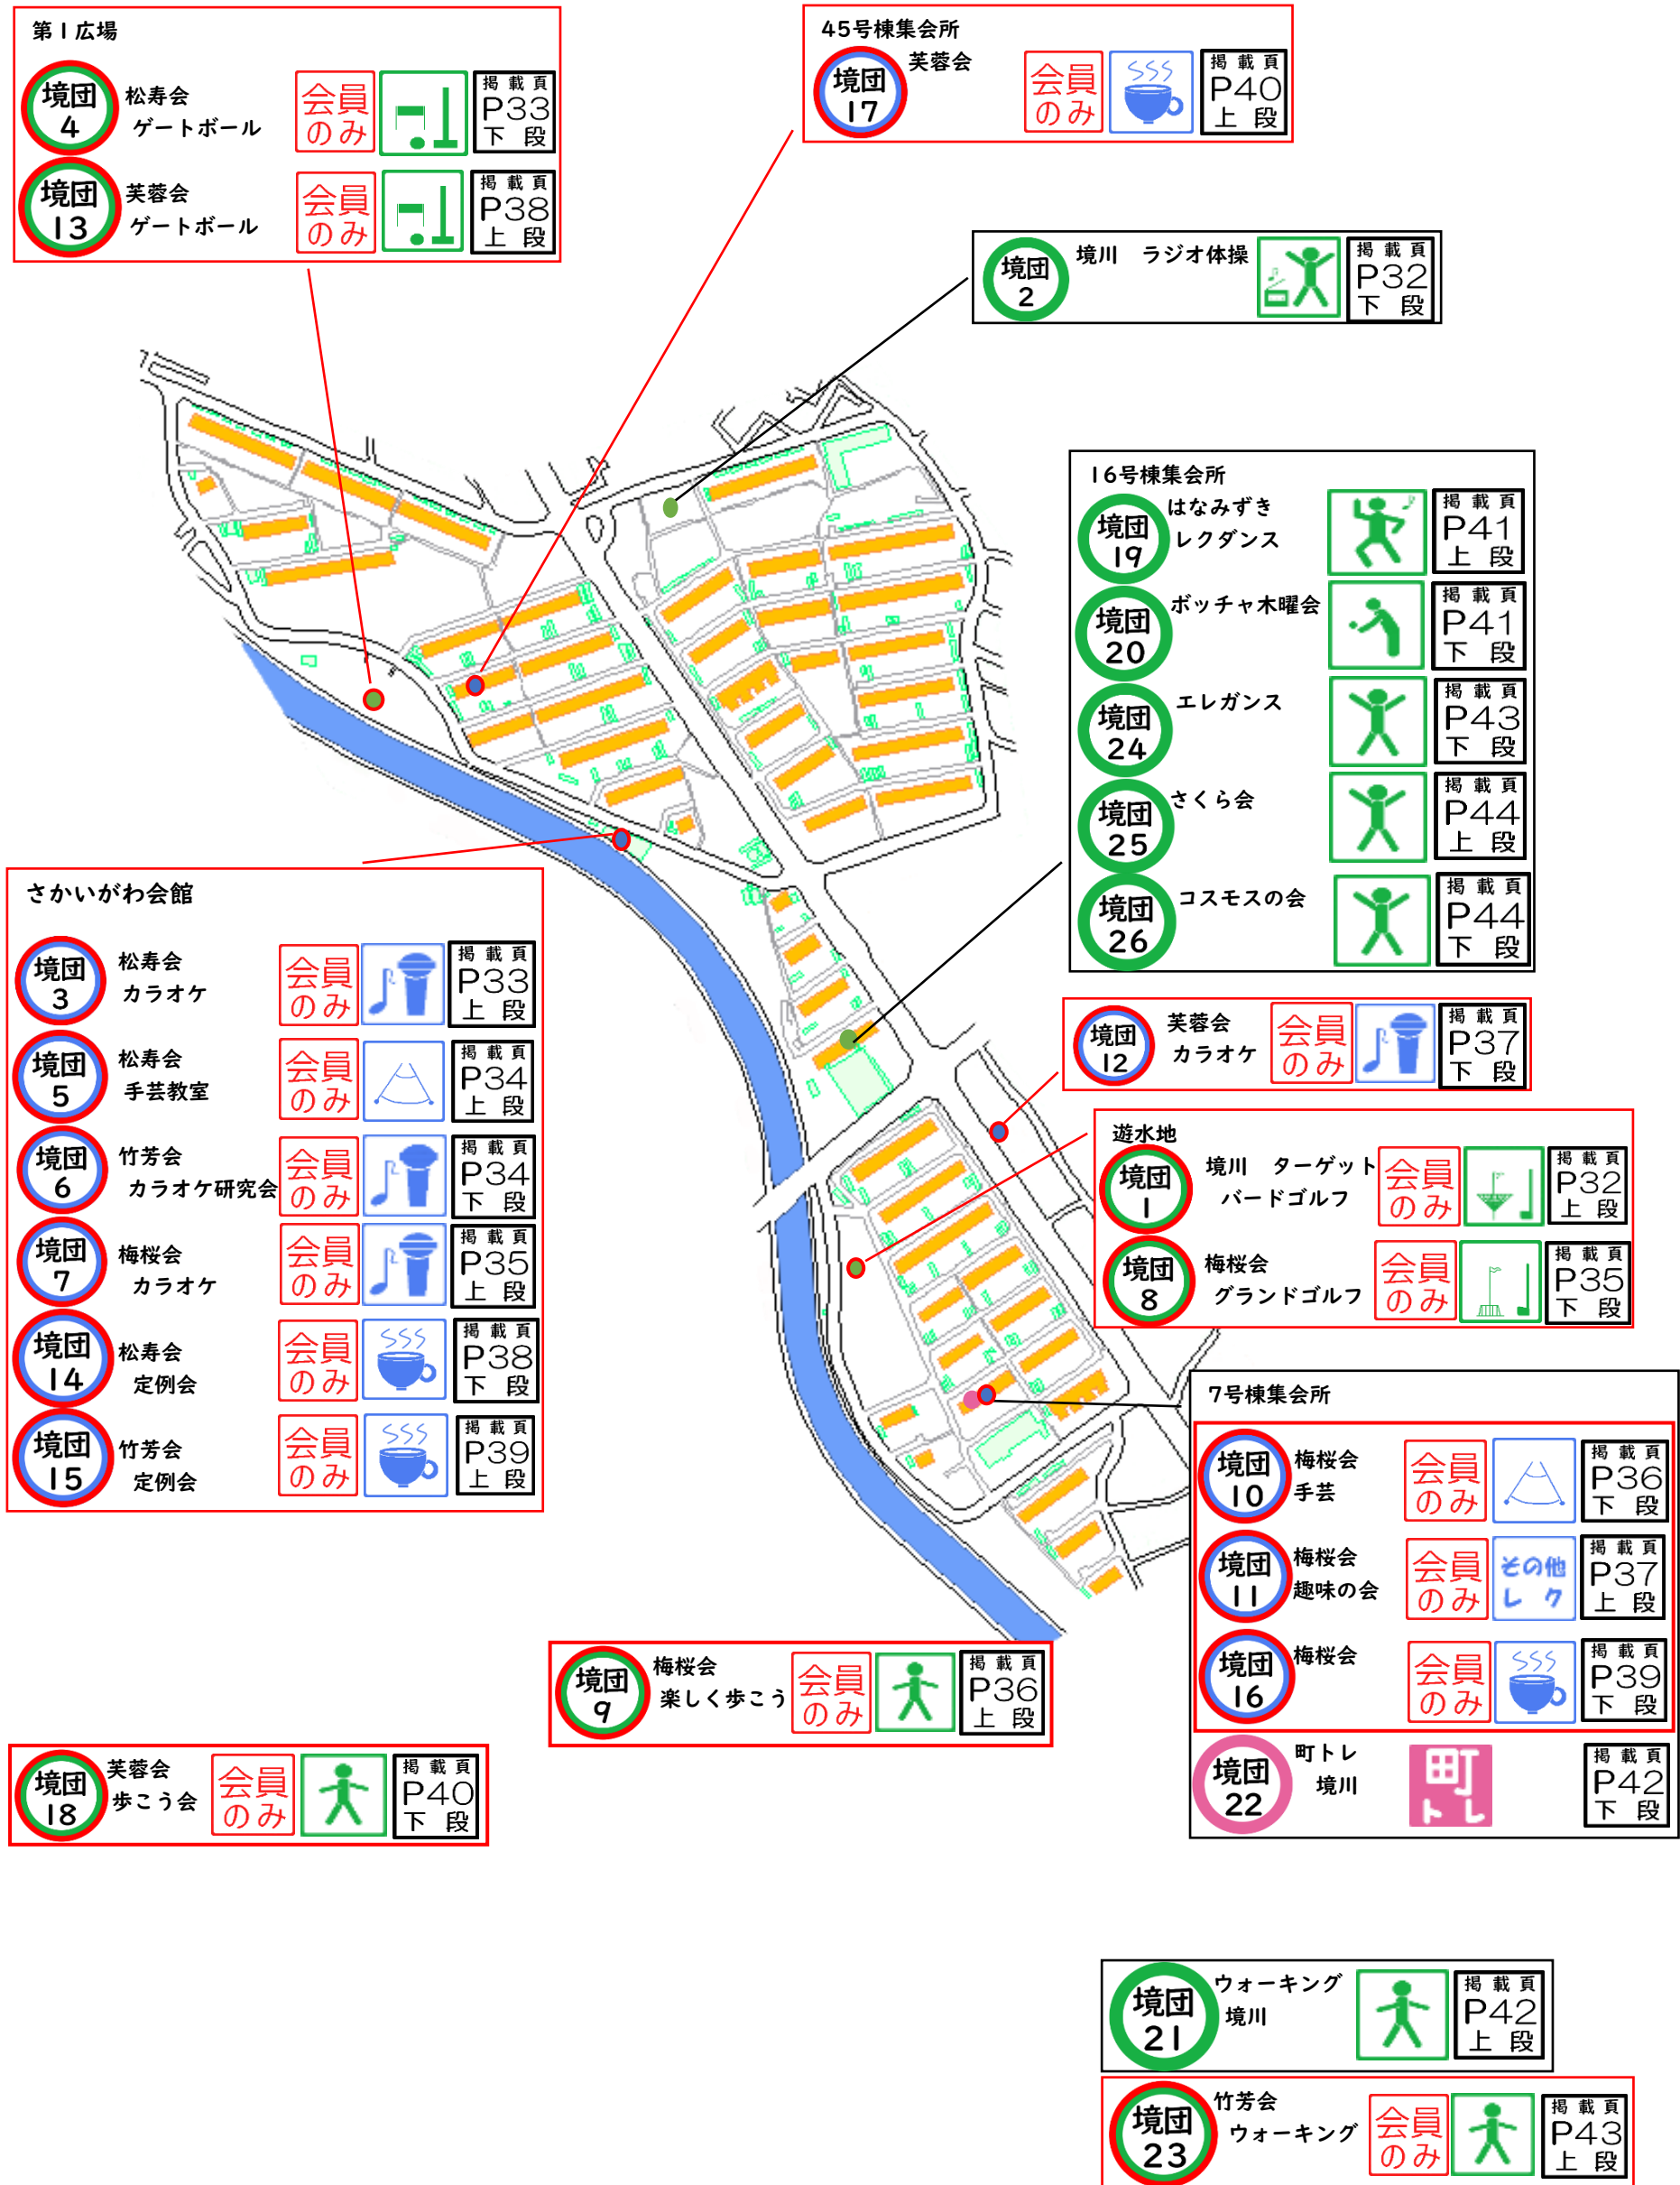 第1広場
境団
4
松寿会
ゲートボール
会員
のみ
掲載頁
P33
下段
境団
13
芙蓉会
ゲートボール
会員
のみ
掲載頁
P38
上段
45号棟集会所
境団
17
芙蓉会
会員
のみ
掲載頁
P40
上段
境団
2
境川 ラジオ体操
掲載頁
P32
下段
16号棟集会所
境団
19
はなみずき
レクダンス
掲載頁
P41
上段
境団
20
ボッチャ木曜会
掲載頁
P41
下段
境団
24
エレガンス
掲載頁
P43
下段
境団
25
さくら会
掲載頁
P44
上段
境団
26
コスモスの会
掲載頁
P44
下段
さかいがわ会館
境団
3
松寿会
カラオケ
会員
のみ
掲載頁
P33
上段
境団
5
松寿会
手芸教室
会員
のみ
掲載頁
P34
上段
境団
6
竹芳会
カラオケ研究会
会員
のみ
掲載頁
P34
下段
境団
7
梅桜会
カラオケ
会員
のみ
掲載頁
P35
上段
境団
14
松寿会
定例会
会員
のみ
掲載頁
P38
下段
境団
15
竹芳会
定例会
会員
のみ
掲載頁
P39
上段
境団
12
芙蓉会
カラオケ
会員
のみ
掲載頁
P37
下段
遊水地
境団
1
境川 ターゲット
バードゴルフ
会員
のみ
掲載頁
P32
上段
境団
8
梅桜会
グランドゴルフ
会員
のみ
掲載頁
P35
下段
7号棟集会所
境団
10
梅桜会
手芸
会員
のみ
掲載頁
P36
下段
境団
11
梅桜会
趣味の会
会員
のみ
その他
レク
掲載頁
P37
上段
境団
16
梅桜会
会員
のみ
掲載頁
P39
下段
境団
22
町トレ
境川
町
トレ
掲載頁
P42
下段
境団
9
梅桜会
楽しく歩こう
会員
のみ
掲載頁
P36
上段
境団
18
芙蓉会
歩こう会
会員
のみ
掲載頁
P40
下段
境団
21
ウォーキング
境川
掲載頁
P42
上段
境団
23
竹芳会
ウォーキング
会員
のみ
掲載頁
P43
上段